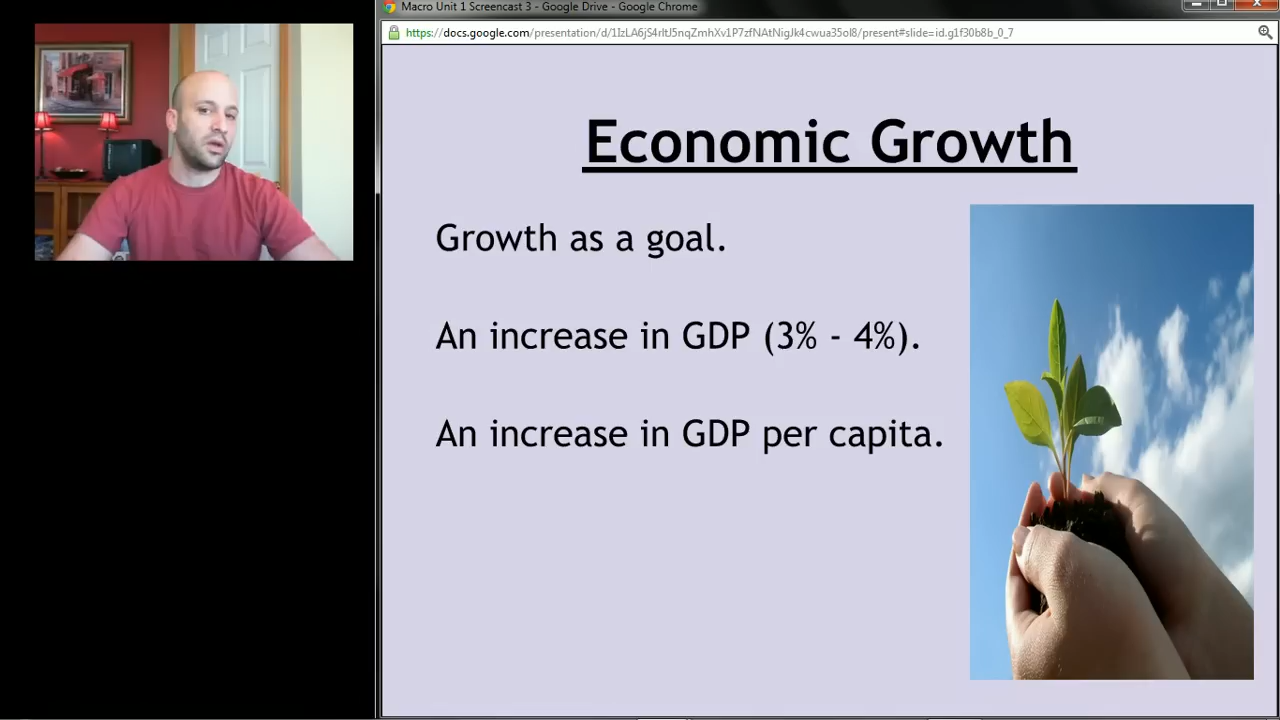 Macro Unit 1 Screencast 3 - Google Drive - Google Chrome
https://docs.google.com/presentation/d/1IzLA6jS4rltJ5nqZmhXv1P7zfNAtNigJk4cwua35ol8/present#slide=id.g1f30b8b_0_7
Economic Growth
Growth as a goal.
An increase in GDP (3% - 4%).
An increase in GDP per capita.